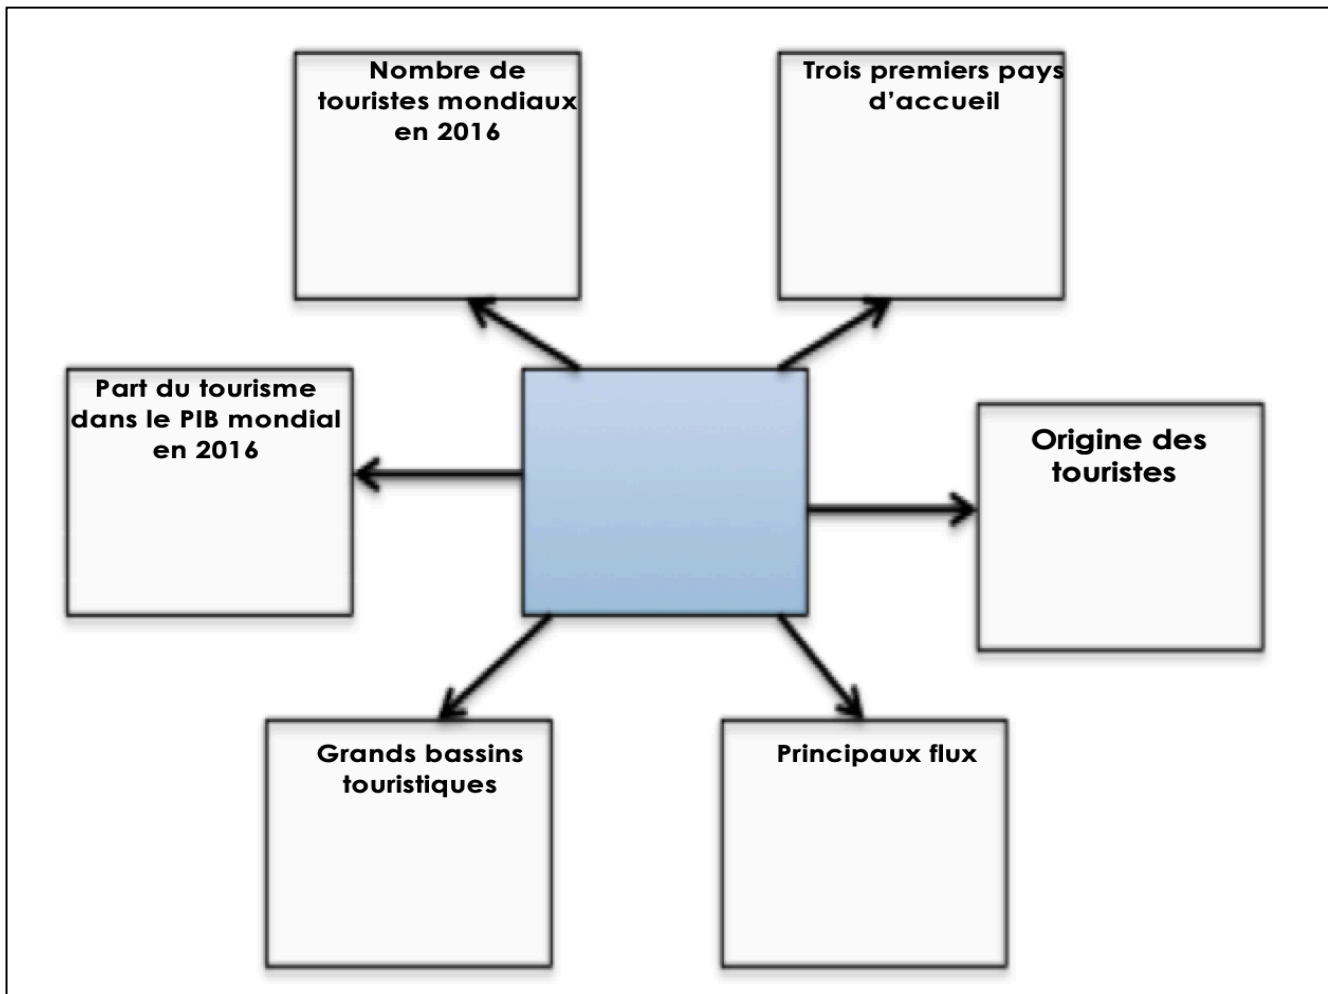 Nombre de
touristes mondiaux
en 2016
Trois premiers pays
d’accueil
Part du tourisme
dans le PIB mondial
en 2016
Origine des
touristes
Grands bassins
touristiques
Principaux flux